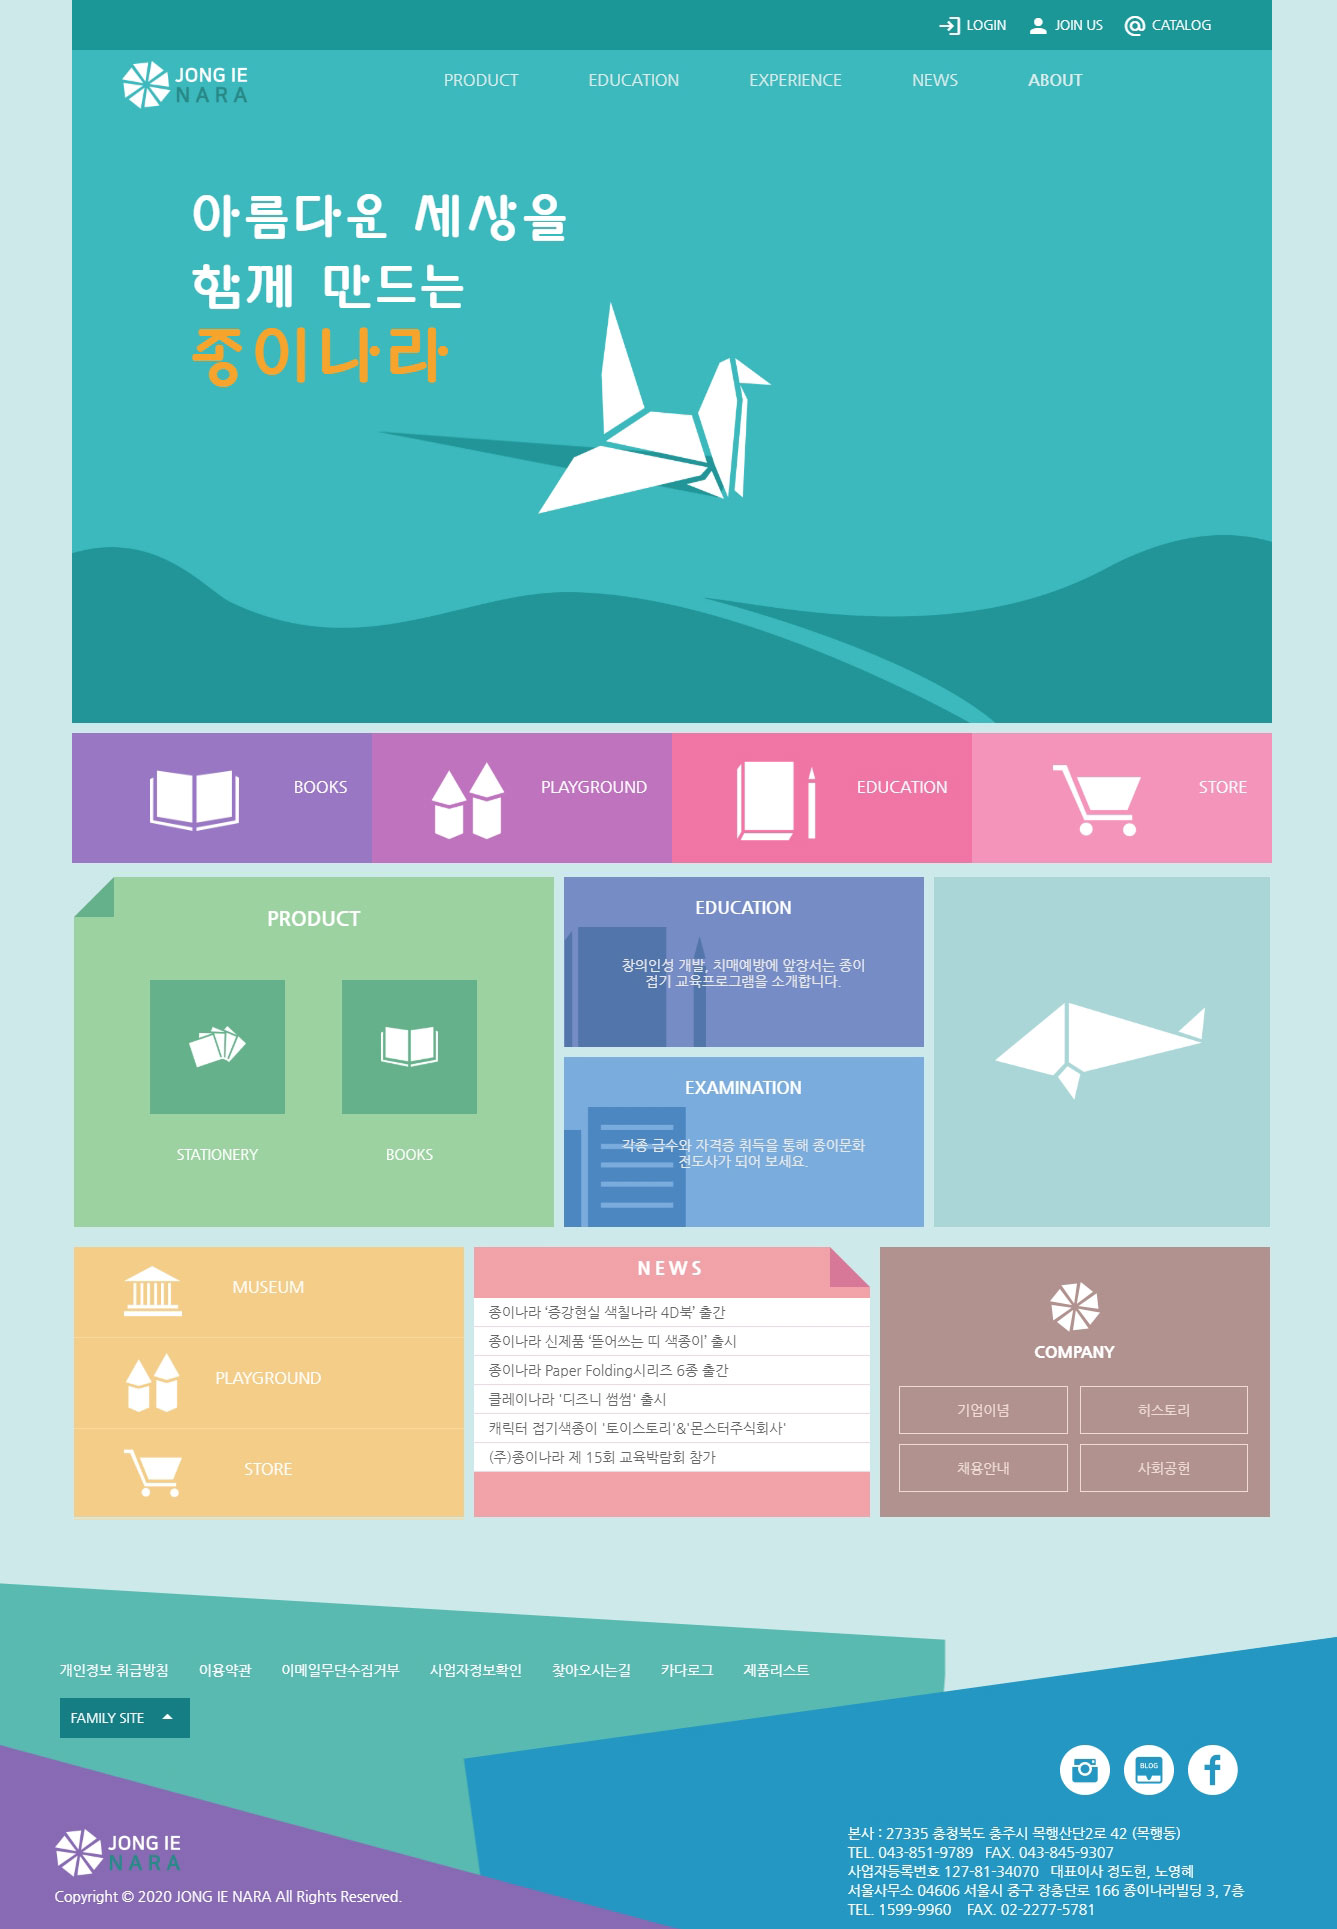 LOGIN JOIN US CATALOG
JONG IE
NARA
PRODUCT EDUCATION EXPERIENCE NEWS ABOUT
아름다운 세상을
함께 만드는
종이나라
BOOKS PLAYGROUND EDUCATION STORE
PRODUCT
STATIONERY BOOKS
EDUCATION
창의인성 개발, 치매예방에 앞장서는 종이
접기 교육프로그램을 소개합니다.
EXAMINATION
각종 급수와 자격증 취득을 통해 종이문화
전도사가 되어 보세요.
MUSEUM
PLAYGROUND
STORE
NEWS
종이나라 ‘증강현실 색칠나라 4D북’ 출간
종이나라 신제품 ‘뜯어쓰는 띠 색종이’ 출시
종이나라 Paper Folding시리즈 6종 출간
클레이나라 '디즈니 썸썸' 출시
캐릭터 접기색종이 '토이스토리'&'몬스터주식회사'
(주)종이나라 제 15회 교육박람회 참가
COMPANY
기업이념 히스토리
채용안내 사회공헌
개인정보 취급방침 이용약관 이메일무단수집거부 사업자정보확인 찾아오시는길 카다로그 제품리스트
FAMILY SITE
BLOG
JONG IE
NARA
Copyright © 2020 JONG IE NARA All Rights Reserved.
본사 : 27335 충청북도 충주시 목행산단2로 42 (목행동)
TEL. 043-851-9789 FAX. 043-845-9307
사업자등록번호 127-81-34070 대표이사 정도헌, 노영혜
서울사무소 04606 서울시 중구 장충단로 166 종이나라빌딩 3, 7층
TEL. 1599-9960 FAX. 02-2277-5781